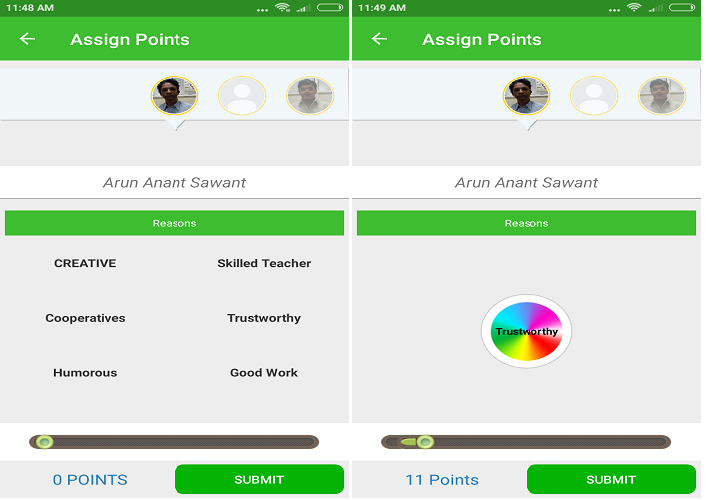 11:48 AM
Assign Points
Arun Anant Sawant
Reasons
CREATIVE Skilled Teacher
Cooperatives Trustworthy
Humorous Good Work
0 POINTS SUBMIT
11:49 AM
Assign Points
Arun Anant Sawant
Reasons
Trustworthy
11 Points SUBMIT